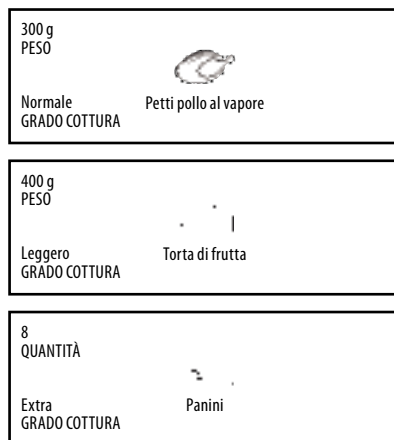 300 g
PESO
Normale
GRADO COTTURA
Petti pollo al vapore
400 g
PESO
Leggero
GRADO COTTURA
Torta di frutta
8
QUANTITÀ
Extra
GRADO COTTURA
Panini